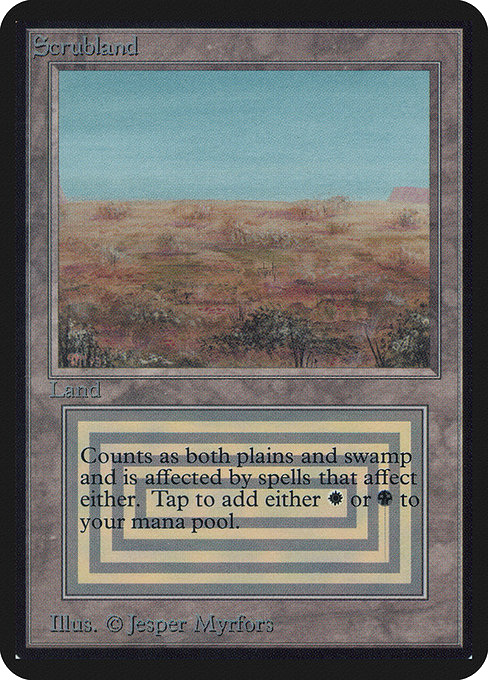 Scrubland
Land
Counts as both plains and swamp
and is affected by spells that affect
either. Tap to add either or to
your mana pool.
Illus. © Jesper Myrfors